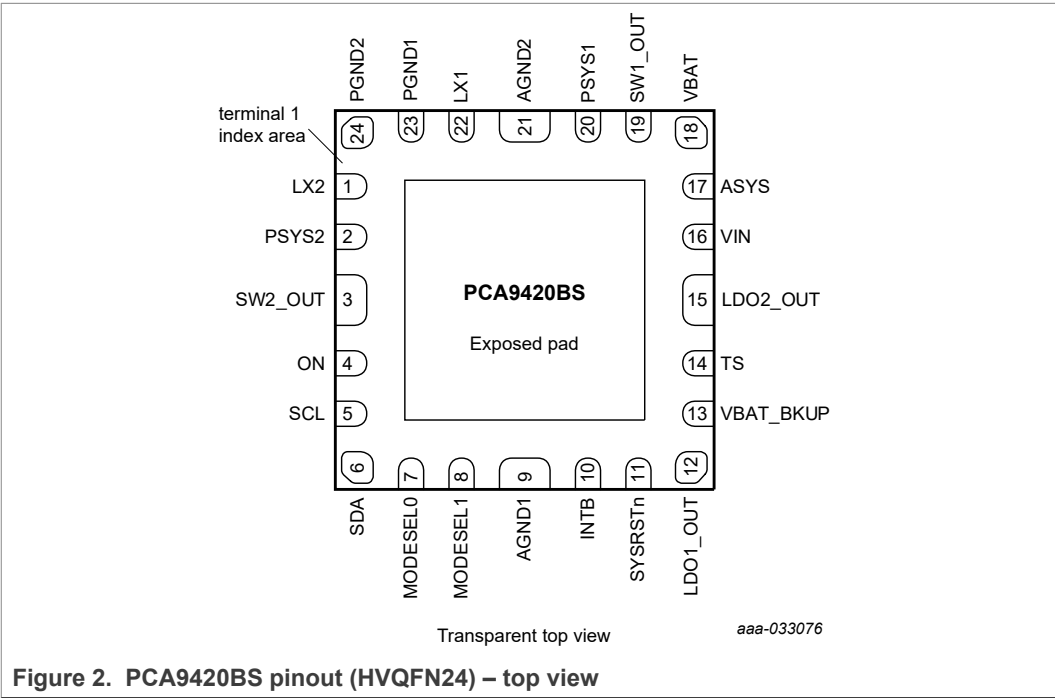 PGND2
PGND1
LX1
AGND2
PSYS1
SW1_OUT
VBAT
terminal 1
index area
24
23
22
21
20
19
18
LX2 1
17 ASYS
PSYS2 2
16 VIN
SW2_OUT 3
PCA9420BS
15 LDO2_OUT
Exposed pad
ON 4
14 TS
SCL 5
13 VBAT_BKUP
6
7
8
9
10
11
12
SDA
MODESEL0
MODESEL1
AGND1
INTB
SYSRSTn
LDO1_OUT
Transparent top view
aaa-033076
Figure 2. PCA9420BS pinout (HVQFN24) – top view